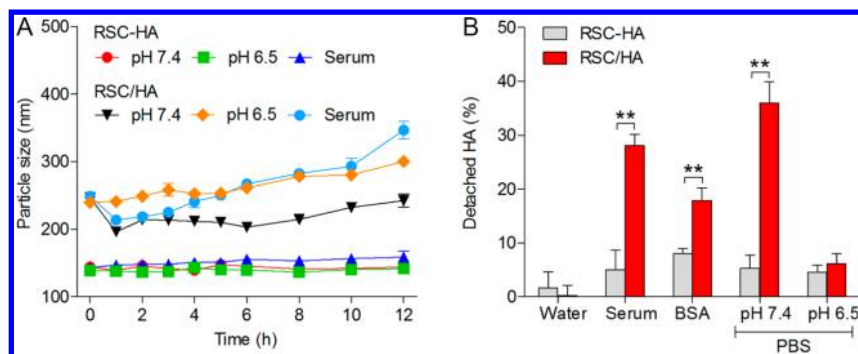 A
RSC-HA
pH 7.4 pH 6.5 Serum
RSC/HA
pH 7.4 pH 6.5 Serum
Particle size (nm)
500
400
300
200
100
0 2 4 6 8 10 12
Time (h)
B
RSC-HA
RSC/HA
Detached HA (%)
50
40
30
20
10
0
** ** **
Water Serum BSA pH 7.4 pH 6.5
PBS